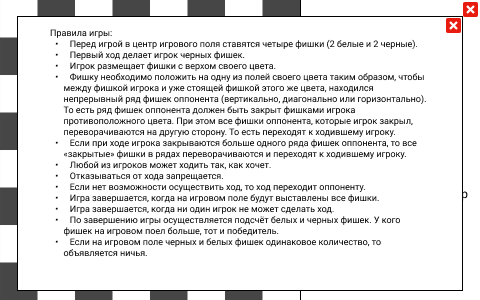 Правила игры:
• Перед игрой в центр игрового поля ставятся четыре фишки (2 белые и 2 черные).
• Первый ход делает игрок черных фишек.
• Игрок размещает фишки с верхом своего цвета.
• Фишку необходимо положить на одну из полей своего цвета таким образом, чтобы
между фишкой игрока и уже стоящей фишкой этого же цвета, находился
непрерывный ряд фишек оппонента (вертикально, диагонально или горизонтально).
То есть ряд фишек оппонента должен быть закрыт фишками игрока
противоположного цвета. При этом все фишки оппонента, которые игрок закрыл,
переворачиваются на другую сторону. То есть переходят к ходившему игроку.
• Если при ходе игрока закрываются больше одного ряда фишек оппонента, то все
«закрытые» фишки в рядах переворачиваются и переходят к ходившему игроку.
• Любой из игроков может ходить так, как хочет.
• Отказываться от хода запрещается.
• Если нет возможности осуществить ход, то ход переходит оппоненту.
• Игра завершается, когда на игровом поле будут выставлены все фишки.
• Игра завершается, когда ни один игрок не может сделать ход.
• По завершению игры осуществляется подсчёт белых и черных фишек. У кого
фишек на игровом поел больше, тот и победитель.
• Если на игровом поле черных и белых фишек одинаковое количество, то
объявляется ничья.
р